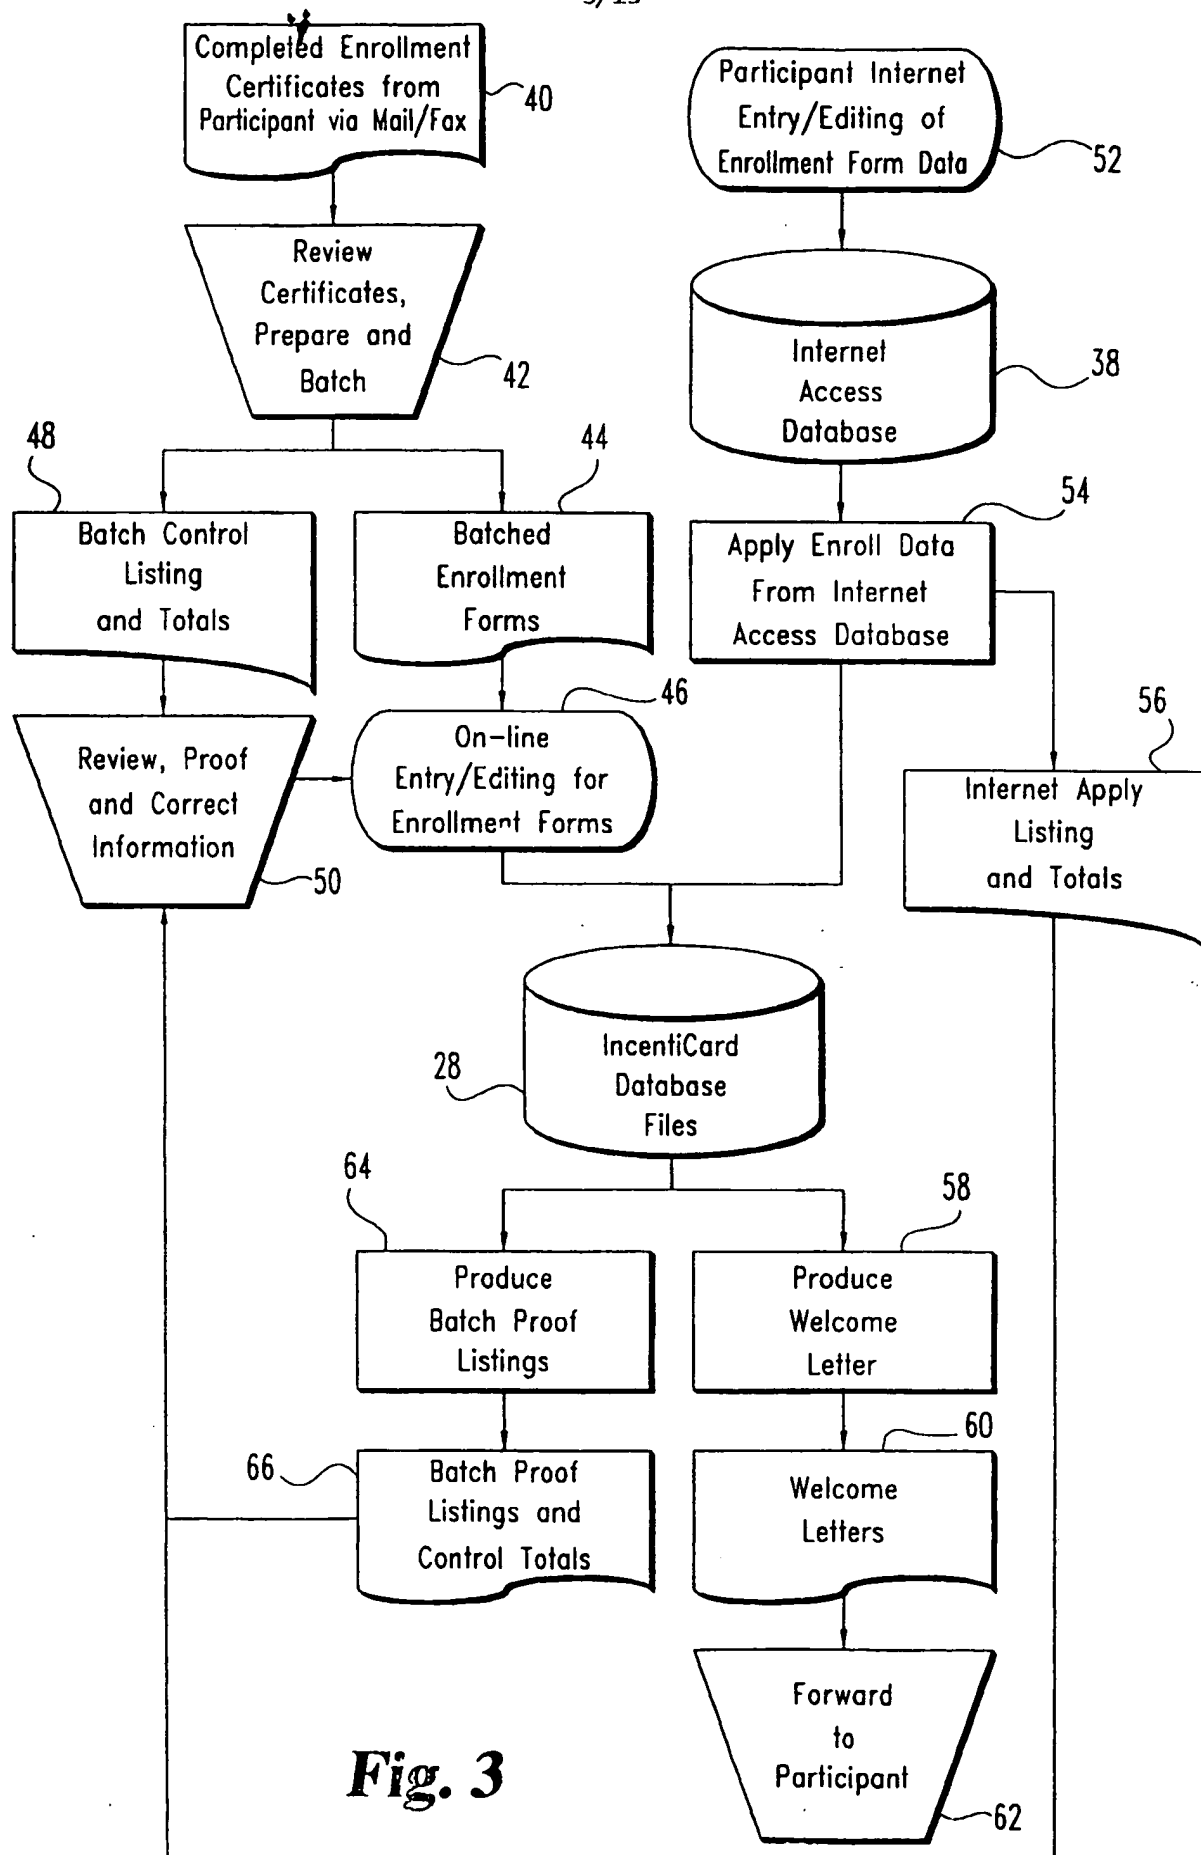 Completed Enrollment
Certificates from
Participant via Mail/Fax
40
Participant Internet
Entry/Editing of
Enrollment Form Data
52
Review
Certificates,
Prepare and
Batch
42
Internet
Access
Database
38
48
Batch Control
Listing
and Totals
44
Batched
Enrollment
Forms
54
Apply Enroll Data
From Internet
Access Database
Review, Proof
and Correct
Information
50
46
On-line
Entry/Editing for
Enrollment Forms
56
Internet Apply
Listing
and Totals
28
IncentiCard
Database
Files
64
Produce
Batch Proof
Listings
58
Produce
Welcome
Letter
66
Batch Proof
Listings and
Control Totals
60
Welcome
Letters
Forward
to
Participant
62
Fig. 3